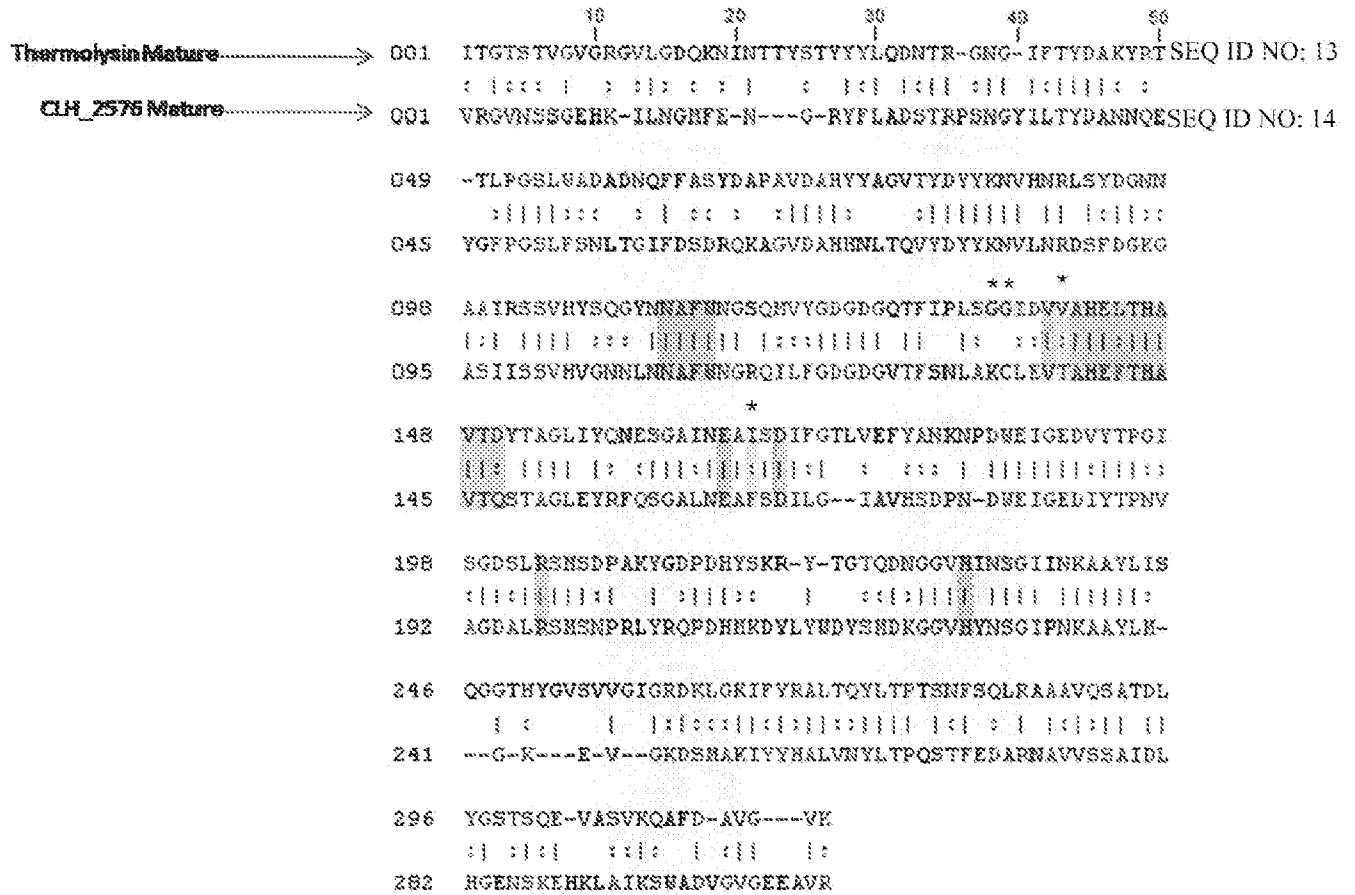 10 20 30 40 50
Thermolysin Mature 001 ITGTSTVGVGRGVLGDQKNINTTYSTYYYLQDNTR-GNG-IFTYDAKYRT SEQ ID NO: 13
: |::: : :|:| : | : |: |:|: :|| |:|||| :
CLH_2576 Mature 001 VRGVNSSGEHK-ILNGMFE-N---G-RYFLADSTRPSNGYILTYDANNQE SEQ ID NO: 14
049 -TLPGSLWADADNQFFASYDAPAVDAHYYAGVTYDYYKNVHNRLSYDGNN
045 YGFPGSLFSNLTGIFDSDRQKAGVDAHHNLTQVYDYYKNVLNRDSFDGKG
** *
098 AAIRSSVHYSQGYNNAFWNGSQMVYGDGDGQTFIPLSGGIDVVAHELTHA
095 ASIISSVHVGNNLNNAFWNGRQILFGDGDGVTFSNLAKCLEVTAHEFTHA
*
148 VTDYTAGLIYQNESGAINEAISDIFGTLVEFYANKNPDWEIGEDVYTPGI
145 VTQSTAGLEYRFQSGALNEAFSDILG--IAVHSDPN-DWEIGEDIYTPNV
198 SGDSLRSMSDPAKYGDPDHYSKR-Y-TGTQDNGGVHINSGIINKAAYLIS
192 AGDALRSMSNPRLYRQPDHMKDYLYWDYSMDKGGVHYNSGIPNKAAYLM-
246 QGGTHYGVSVVGIGRDKLGKIFYRALTQYLTPTSNFSQLRAAAVQSATDL
241 --G-K---E-V--GKDSMAKIYYHALVNYLTPQSTFEDARNAVVSSAIDL
296 YGSTSQE-VASVKQAFD-AVG---VK
282 HGENSKEHKLAIKSWADVGVGEEAVR